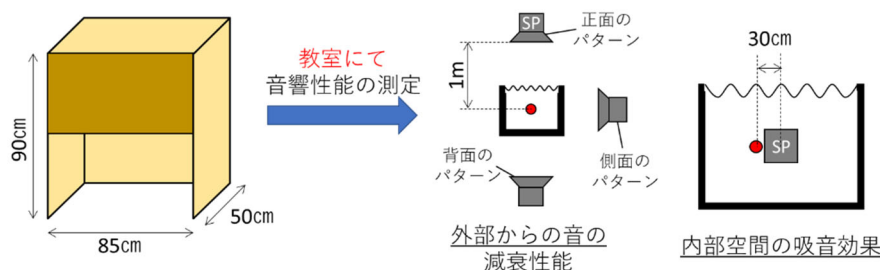 90㎝
85㎝
50㎝
教室にて
音響性能の測定
SP
正面の
パターン
1m
側面の
パターン
背面の
パターン
外部からの音の
減衰性能
30㎝
SP
内部空間の吸音効果